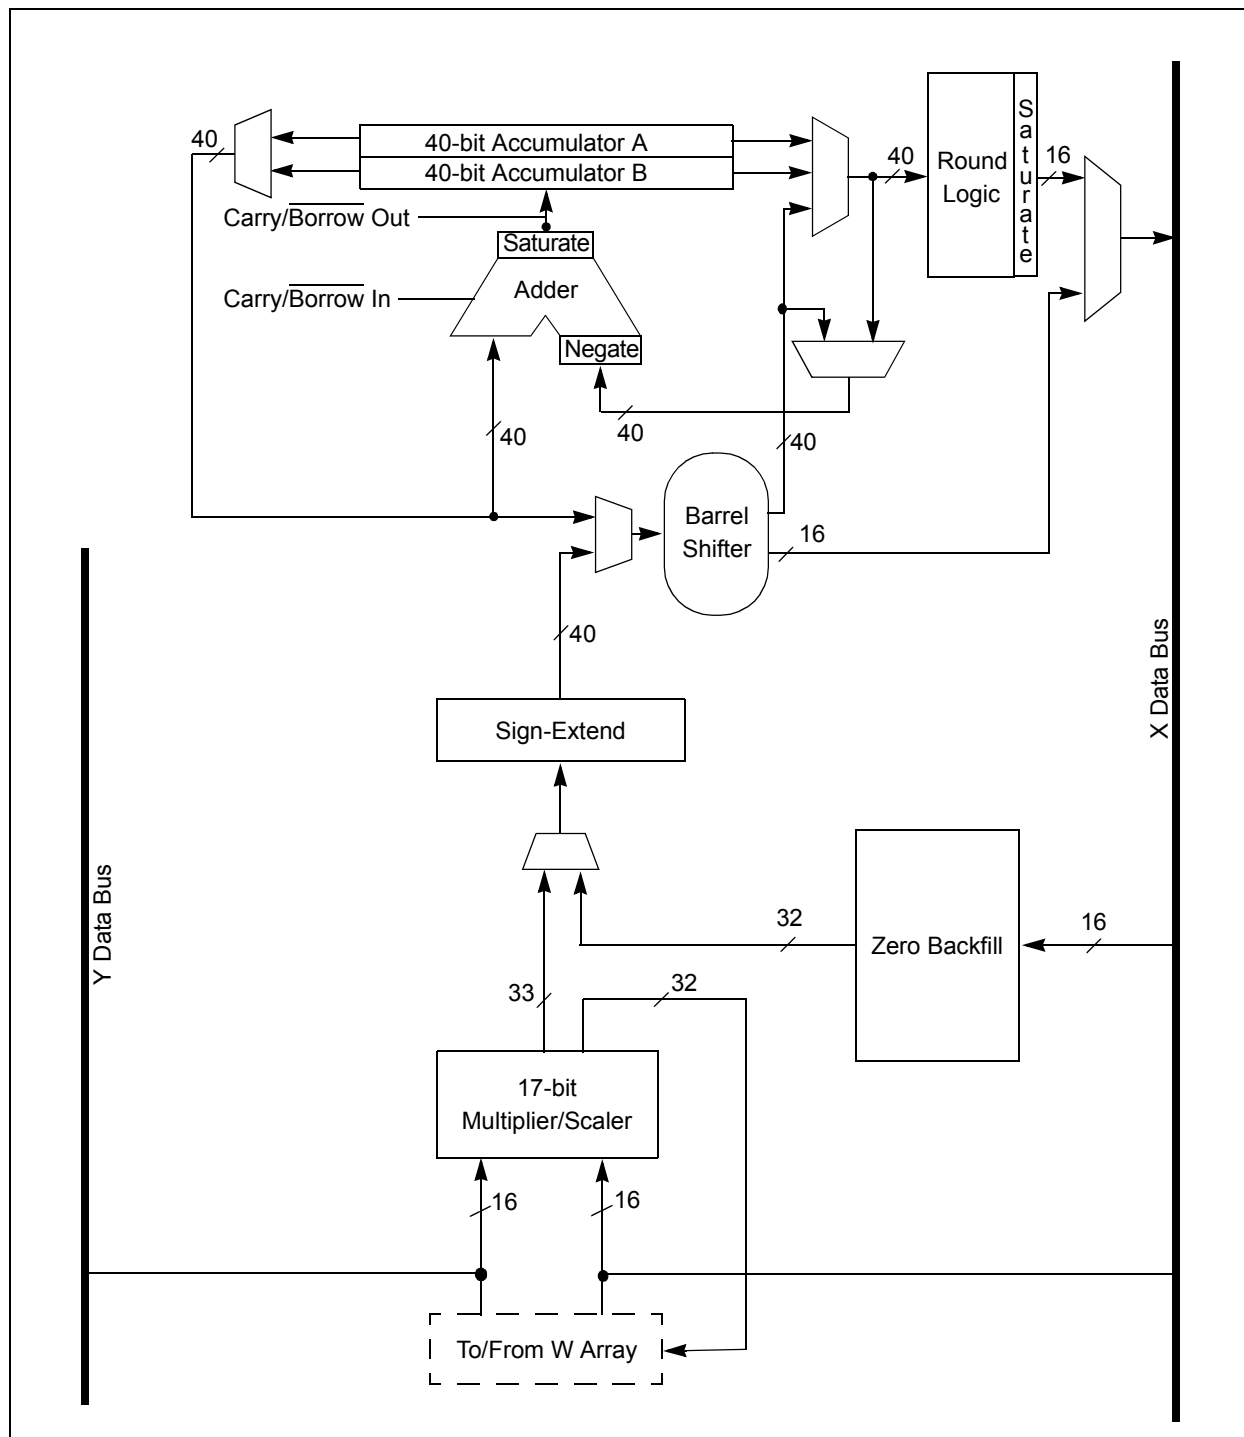 40
40-bit Accumulator A
40-bit Accumulator B
Carry/Borrow Out
Saturate
Carry/Borrow In
Adder
Negate
40
Round
Logic
Saturate
16
40
40
40
Barrel
Shifter
16
40
Sign-Extend
X Data Bus
Y Data Bus
32
Zero Backfill
16
33
32
17-bit
Multiplier/Scaler
16
16
To/From W Array